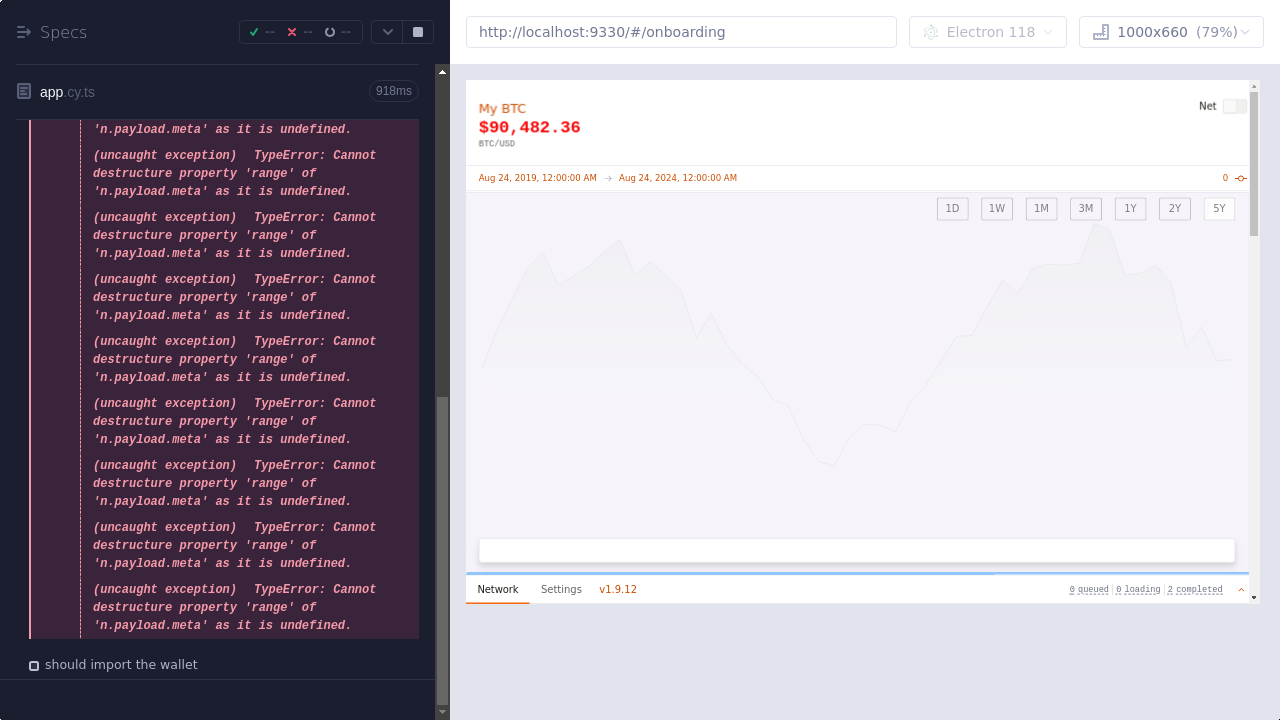 Specs
--
--
--
app.cy.ts
918ms
'n.payload.meta' as it is undefined.
(uncaught exception) TypeError: Cannot
destructure property 'range' of
'n.payload.meta' as it is undefined.
(uncaught exception) TypeError: Cannot
destructure property 'range' of
'n.payload.meta' as it is undefined.
(uncaught exception) TypeError: Cannot
destructure property 'range' of
'n.payload.meta' as it is undefined.
(uncaught exception) TypeError: Cannot
destructure property 'range' of
'n.payload.meta' as it is undefined.
(uncaught exception) TypeError: Cannot
destructure property 'range' of
'n.payload.meta' as it is undefined.
(uncaught exception) TypeError: Cannot
destructure property 'range' of
'n.payload.meta' as it is undefined.
(uncaught exception) TypeError: Cannot
destructure property 'range' of
'n.payload.meta' as it is undefined.
(uncaught exception) TypeError: Cannot
destructure property 'range' of
'n.payload.meta' as it is undefined.
should import the wallet
http://localhost:9330/#/onboarding
Electron 118
1000x660 (79%)
My BTC
Net
$90,482.36
BTC/USD
Aug 24, 2019, 12:00:00 AM → Aug 24, 2024, 12:00:00 AM
0
1D 1W 1M 3M 1Y 2Y 5Y
Network Settings v1.9.12
0 queued 0 loading 2 completed